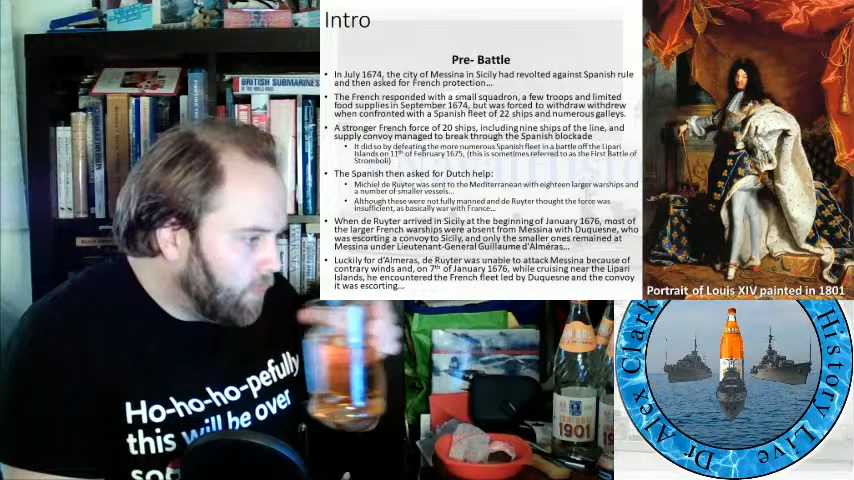 Intro
Pre- Battle
• In July 1674, the city of Messina in Sicily had revolted against Spanish rule
and then asked for French protection...
• The French responded with a small squadron, a few troops and limited
food supplies in September 1674, but was forced to withdraw withdrew
when confronted with a Spanish fleet of 22 ships and numerous galleys.
• A stronger French force of 20 ships, including nine ships of the line, and
supply convoy managed to break through the Spanish blockade
• It did so by defeating the more numerous Spanish fleet in a battle off the Lipari
Islands on 11th of February 1675, (this is sometimes referred to as the First Battle of
Stromboli)
• The Spanish then asked for Dutch help:
• Michiel de Ruyter was sent to the Mediterranean with eighteen larger warships and
a number of smaller vessels...
• Although these were not fully manned and de Ruyter thought the force was
insufficient, as basically war with France...
• When de Ruyter arrived in Sicily at the beginning of January 1676, most of
the larger French warships were absent from Messina with Duquesne, who
was escorting a convoy to Sicily, and only the smaller ones remained at
Messina under Lieutenant-General Guillaume d'Alméras...
• Luckily for d'Almeras, de Ruyter was unable to attack Messina because of
contrary winds and, on 7th of January 1676, while cruising near the Lipari
Islands, he encountered the French fleet led by Duquesne and the convoy
it was escorting...
Portrait of Louis XIV painted in 1801
BRITISH SUBMARINES
Ho-ho-ho-pefully
this will be over
1901
Dr Alex Clark
History Live